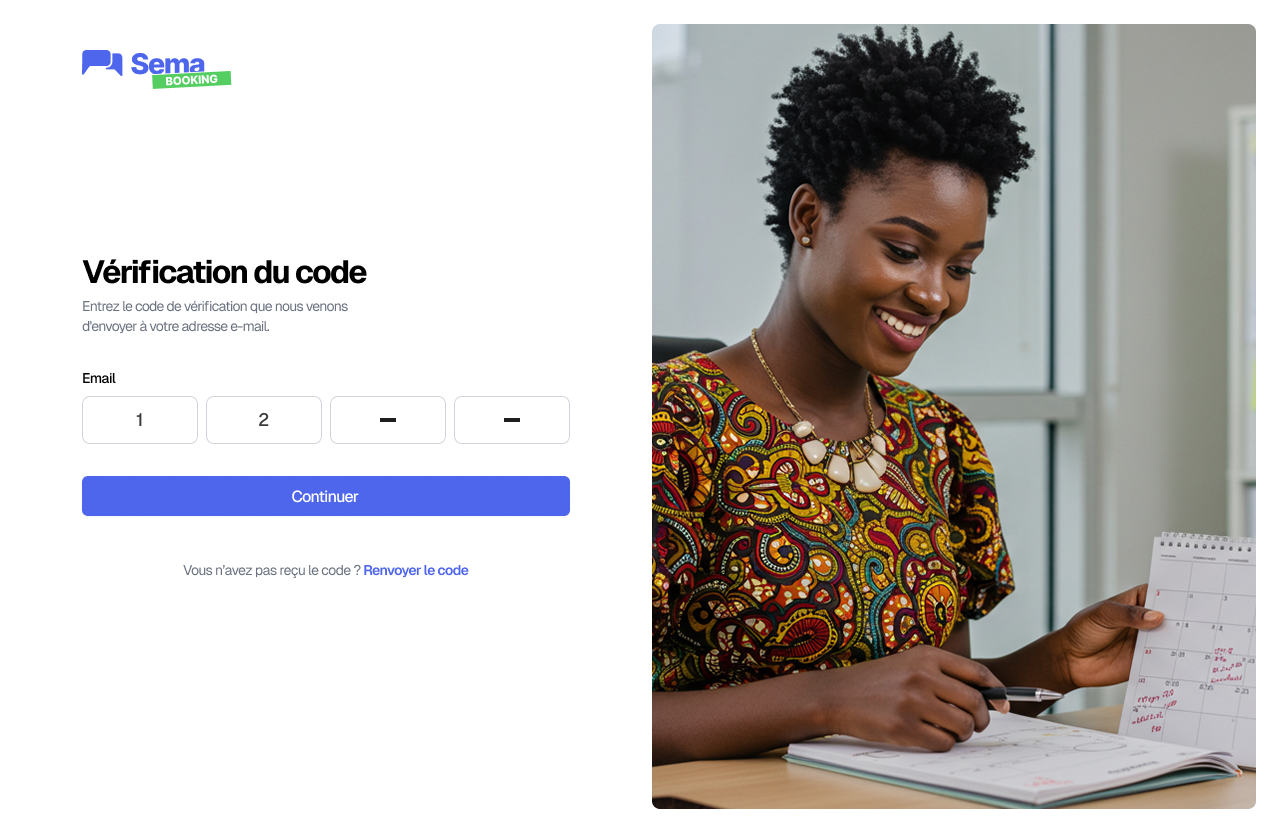 Sema
BOOKING
Vérification du code
Entrez le code de vérification que nous venons
d'envoyer à votre adresse e-mail.
Email
1 2 – –
Continuer
Vous n'avez pas reçu le code ? Renvoyer le code